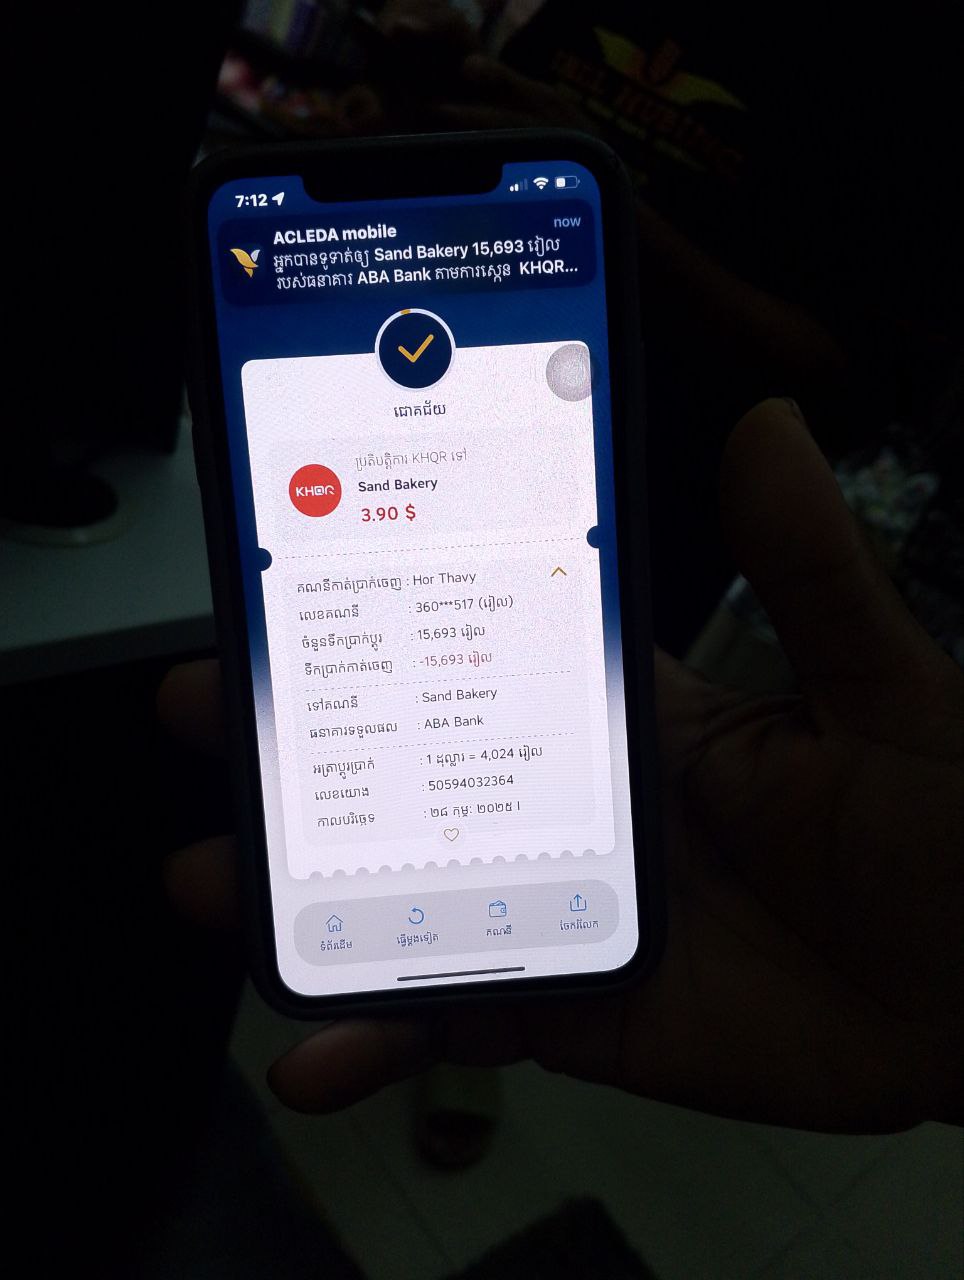 7:12
ACLEDA mobile
now
អ្នកបានទូទាត់ឲ្យ Sand Bakery 15,693 រៀល
របស់ធនាគារ ABA Bank តាមការស្កេន KHQR...
ជោគជ័យ
ប្រតិបត្តិការ KHQR ទៅ
KHQR
Sand Bakery
3.90 $
គណនីកាត់ប្រាក់ចេញ : Hor Thavy
លេខគណនី : 360***517 (រៀល)
ចំនួនទឹកប្រាក់ប្តូរ : 15,693 រៀល
ទឹកប្រាក់កាត់ចេញ : -15,693 រៀល
ទៅគណនី : Sand Bakery
ធនាគារទទួលផល : ABA Bank
អត្រាប្តូរប្រាក់ : 1 ដុល្លារ = 4,024 រៀល
លេខយោង : 50594032364
កាលបរិច្ឆេទ : ២៨ កុម្ភៈ ២០២៥ |
ទំព័រដើម
ធ្វើម្តងទៀត
គណនី
ចែករំលែក